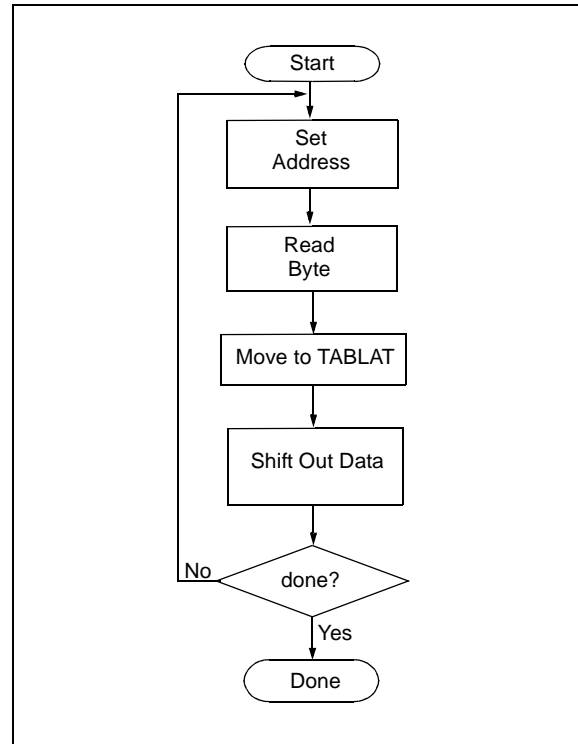 Start
Set
Address
Read
Byte
Move to TABLAT
Shift Out Data
done?
No
Yes
Done